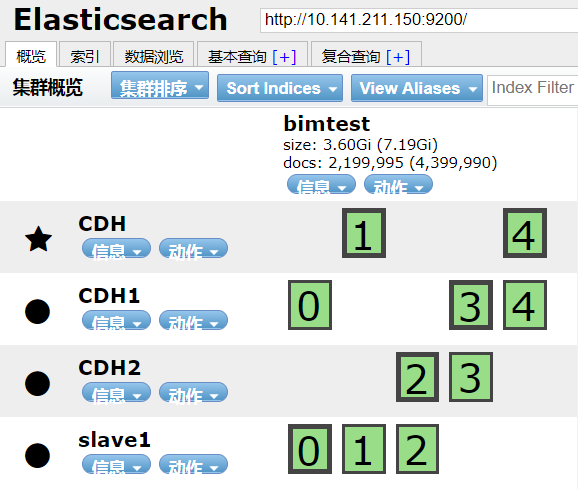 Elasticsearch http://10.141.211.150:9200/
概览 索引 数据浏览 基本查询 [+] 复合查询 [+]
集群概览 集群排序 Sort Indices View Aliases Index Filter
bimtest
size: 3.60Gi (7.19Gi)
docs: 2,199,995 (4,399,990)
信息 动作
CDH 1 4
信息 动作
CDH1 0 3 4
信息 动作
CDH2 2 3
信息 动作
slave1 0 1 2
信息 动作